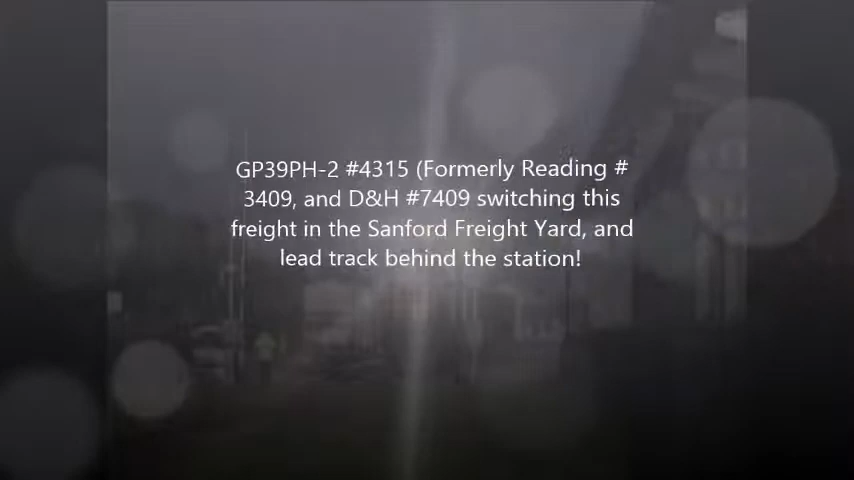 GP39PH-2 #4315 (Formerly Reading #
3409, and D&H #7409 switching this
freight in the Sanford Freight Yard, and
lead track behind the station!